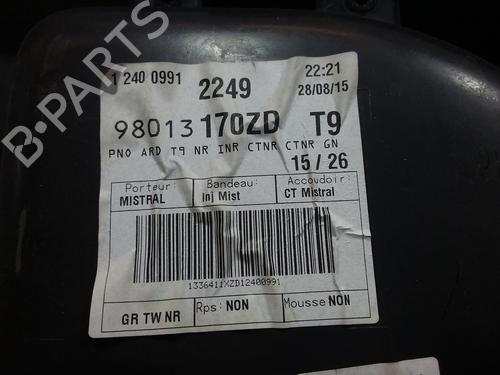 1 240 0991
2249
22:21
28/08/15
98013 170ZD T9
PNO ARD T9 NR INR CTNR CTNR GN
15 / 26
Porteur: Bandeau: Accoudoir:
MISTRAL Inj Mist CT Mistral
1336411XZD12400991
GR TW NR Rps: NON Mousse NON
B-PARTS